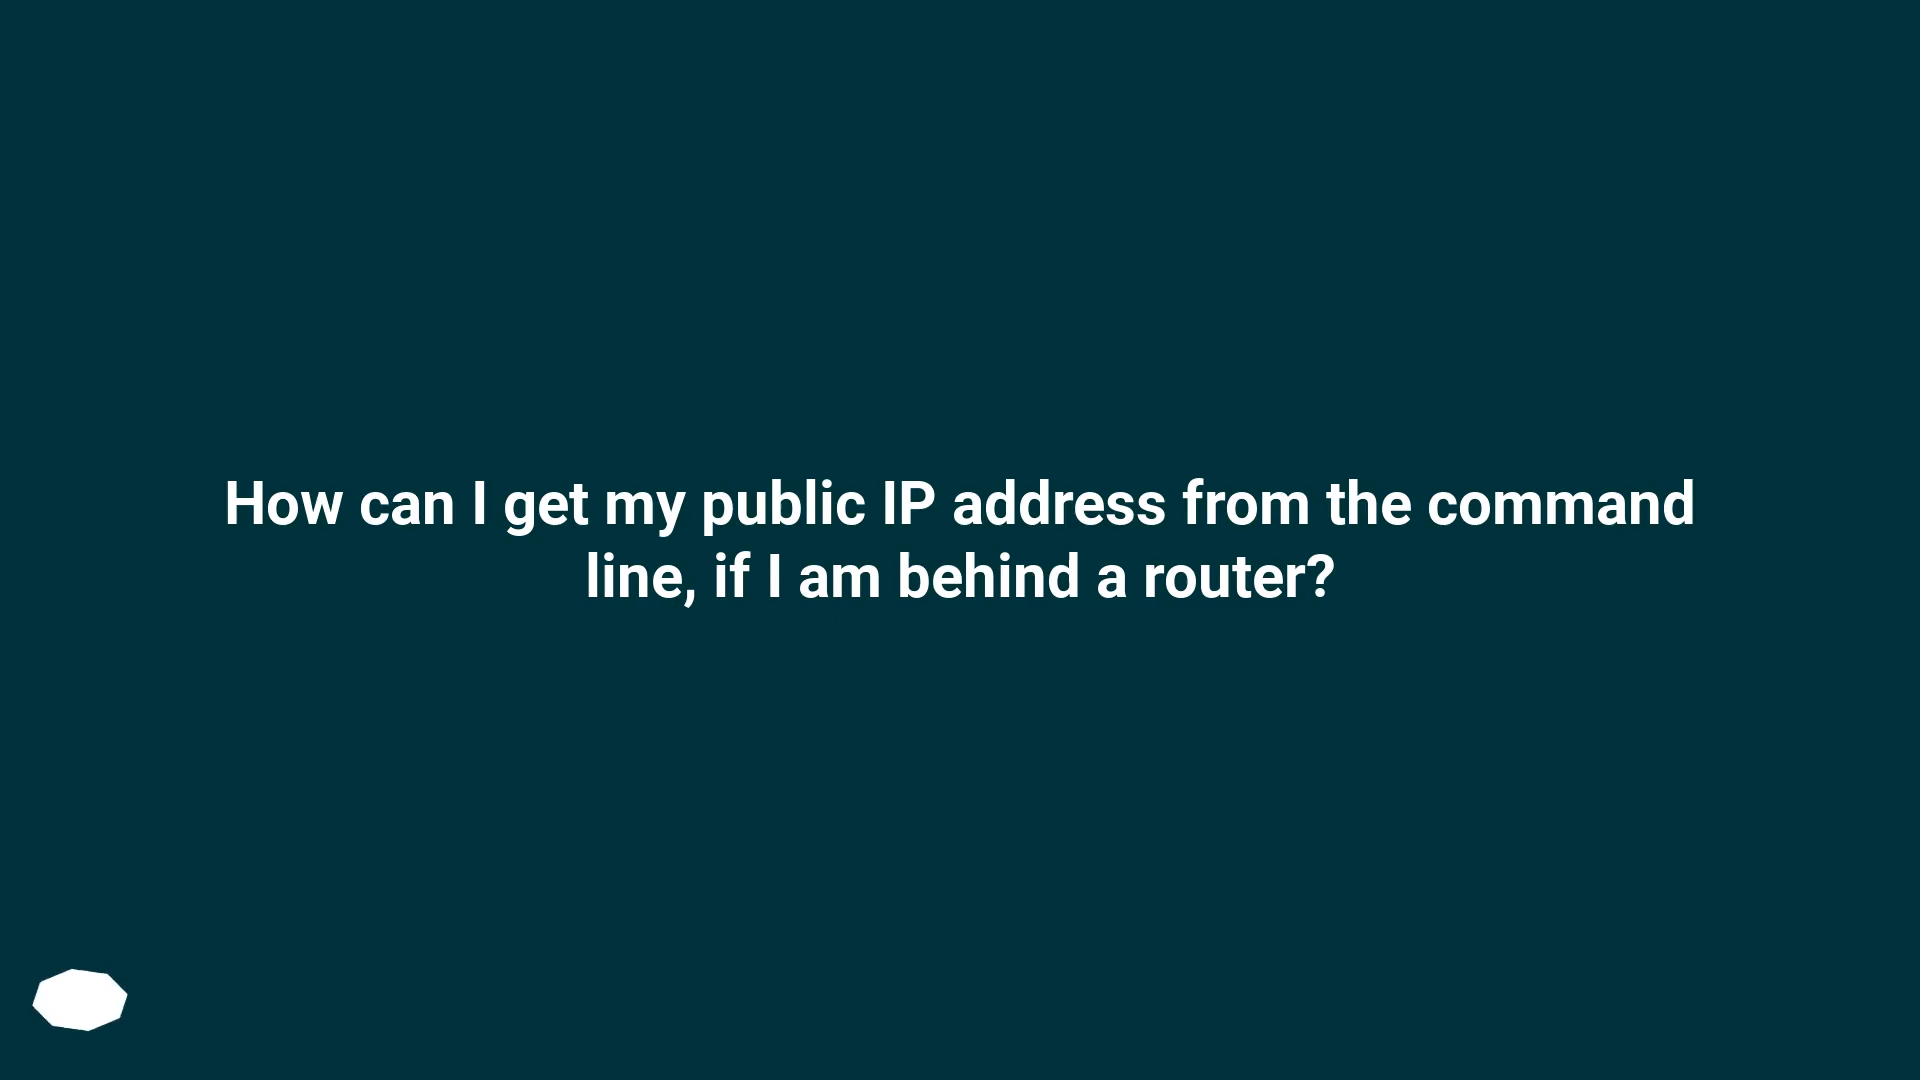 How can I get my public IP address from the command
line, if I am behind a router?